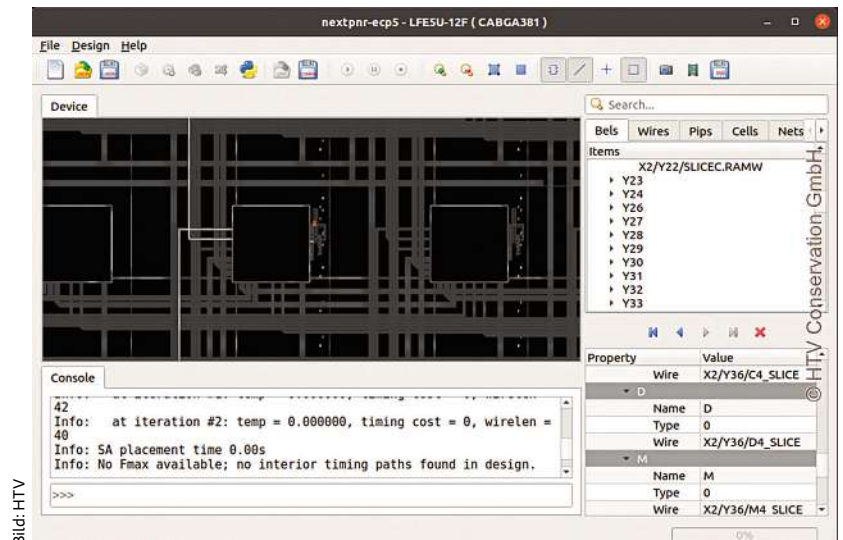 nextpnr-ecp5 - LFE5U-12F ( CABGA381 )
File Design Help
Device
Search...
Bels Wires Pips Cells Nets
Items
X2/Y22/SLICEC.RAMW
Y23
Y24
Y26
Y27
Y28
Y29
Y30
Y31
Y32
Y33
Property Value
Wire X2/Y36/C4_SLICE
D
Name D
Type 0
Wire X2/Y36/D4_SLICE
M
Name M
Type 0
Wire X2/Y36/M4_SLICE
0%
Console
42
Info: at iteration #2: temp = 0.000000, timing cost = 0, wirelen =
40
Info: SA placement time 0.00s
Info: No Fmax available; no interior timing paths found in design.
>>>
© HTV Conservation GmbH
Bild: HTV